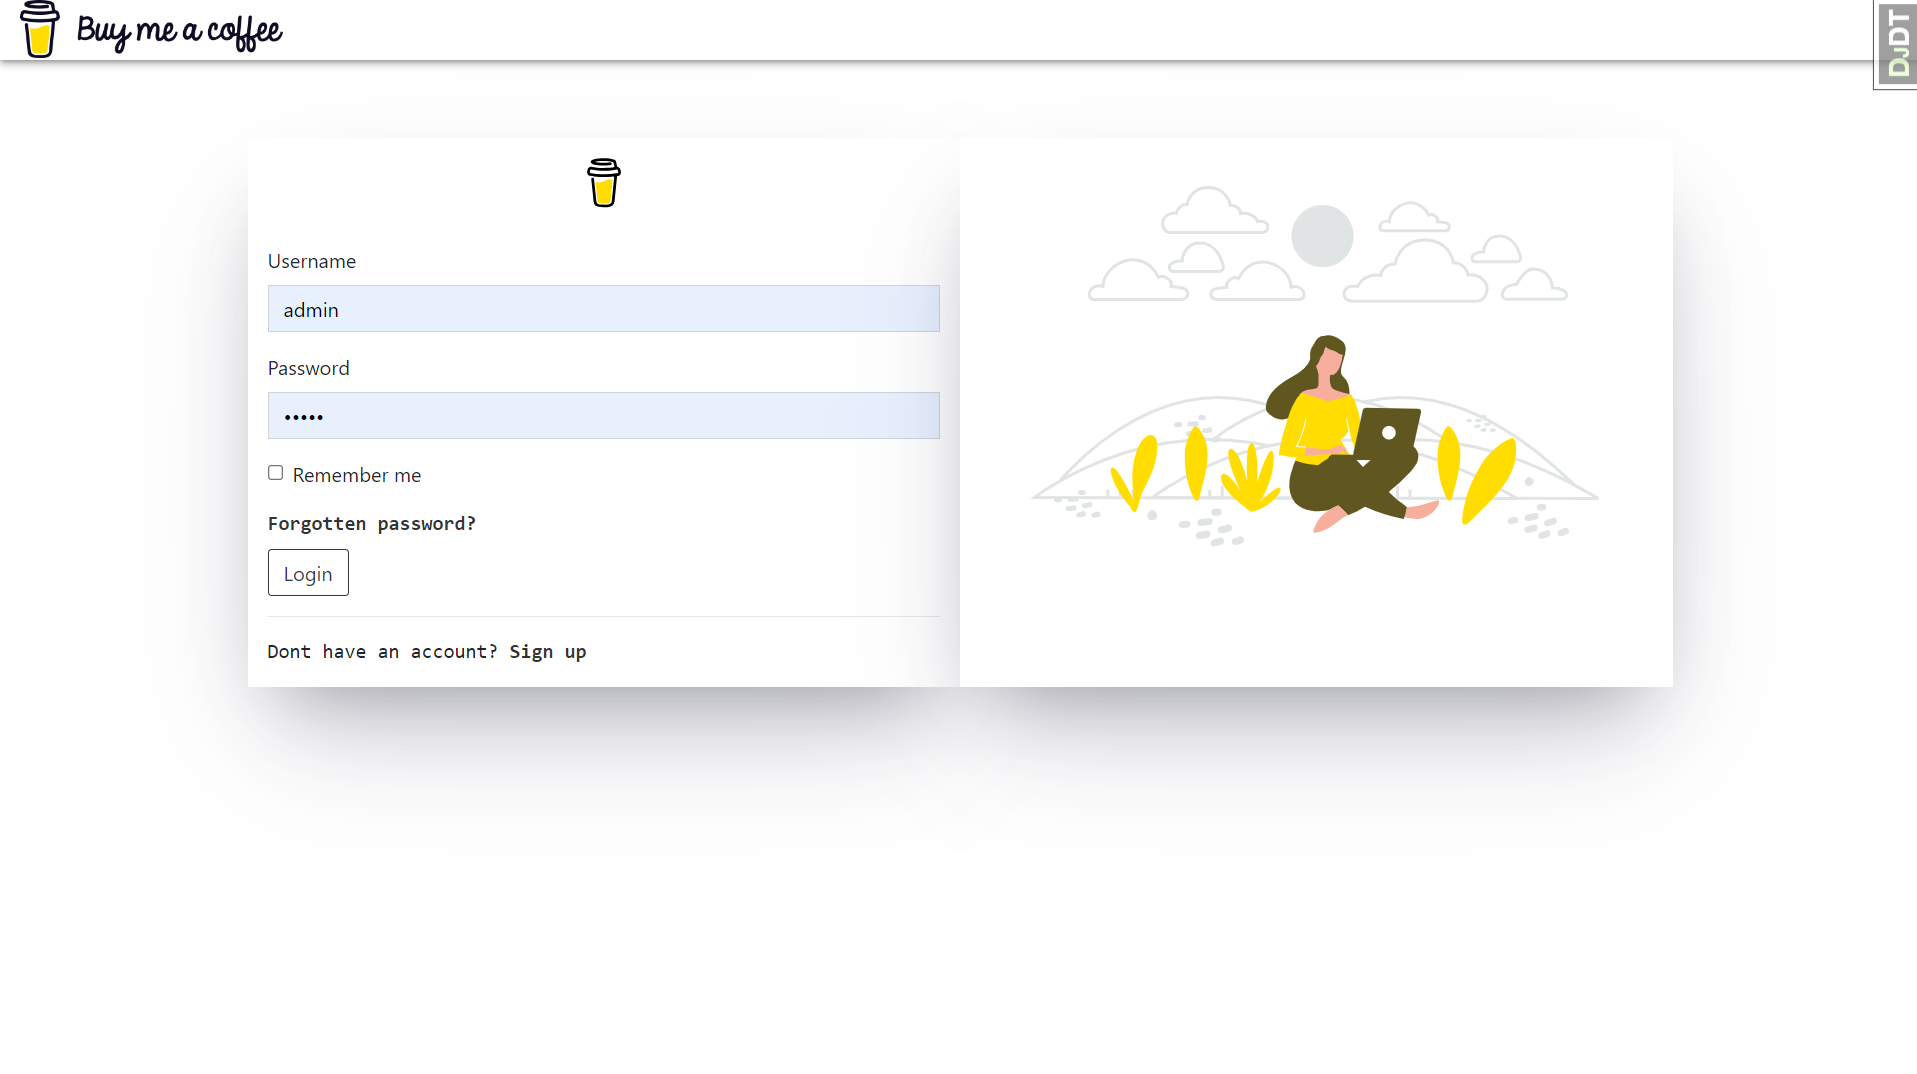 Buy me a coffee
DJDT
Username
admin
Password
•••••
Remember me
Forgotten password?
Login
Dont have an account? Sign up